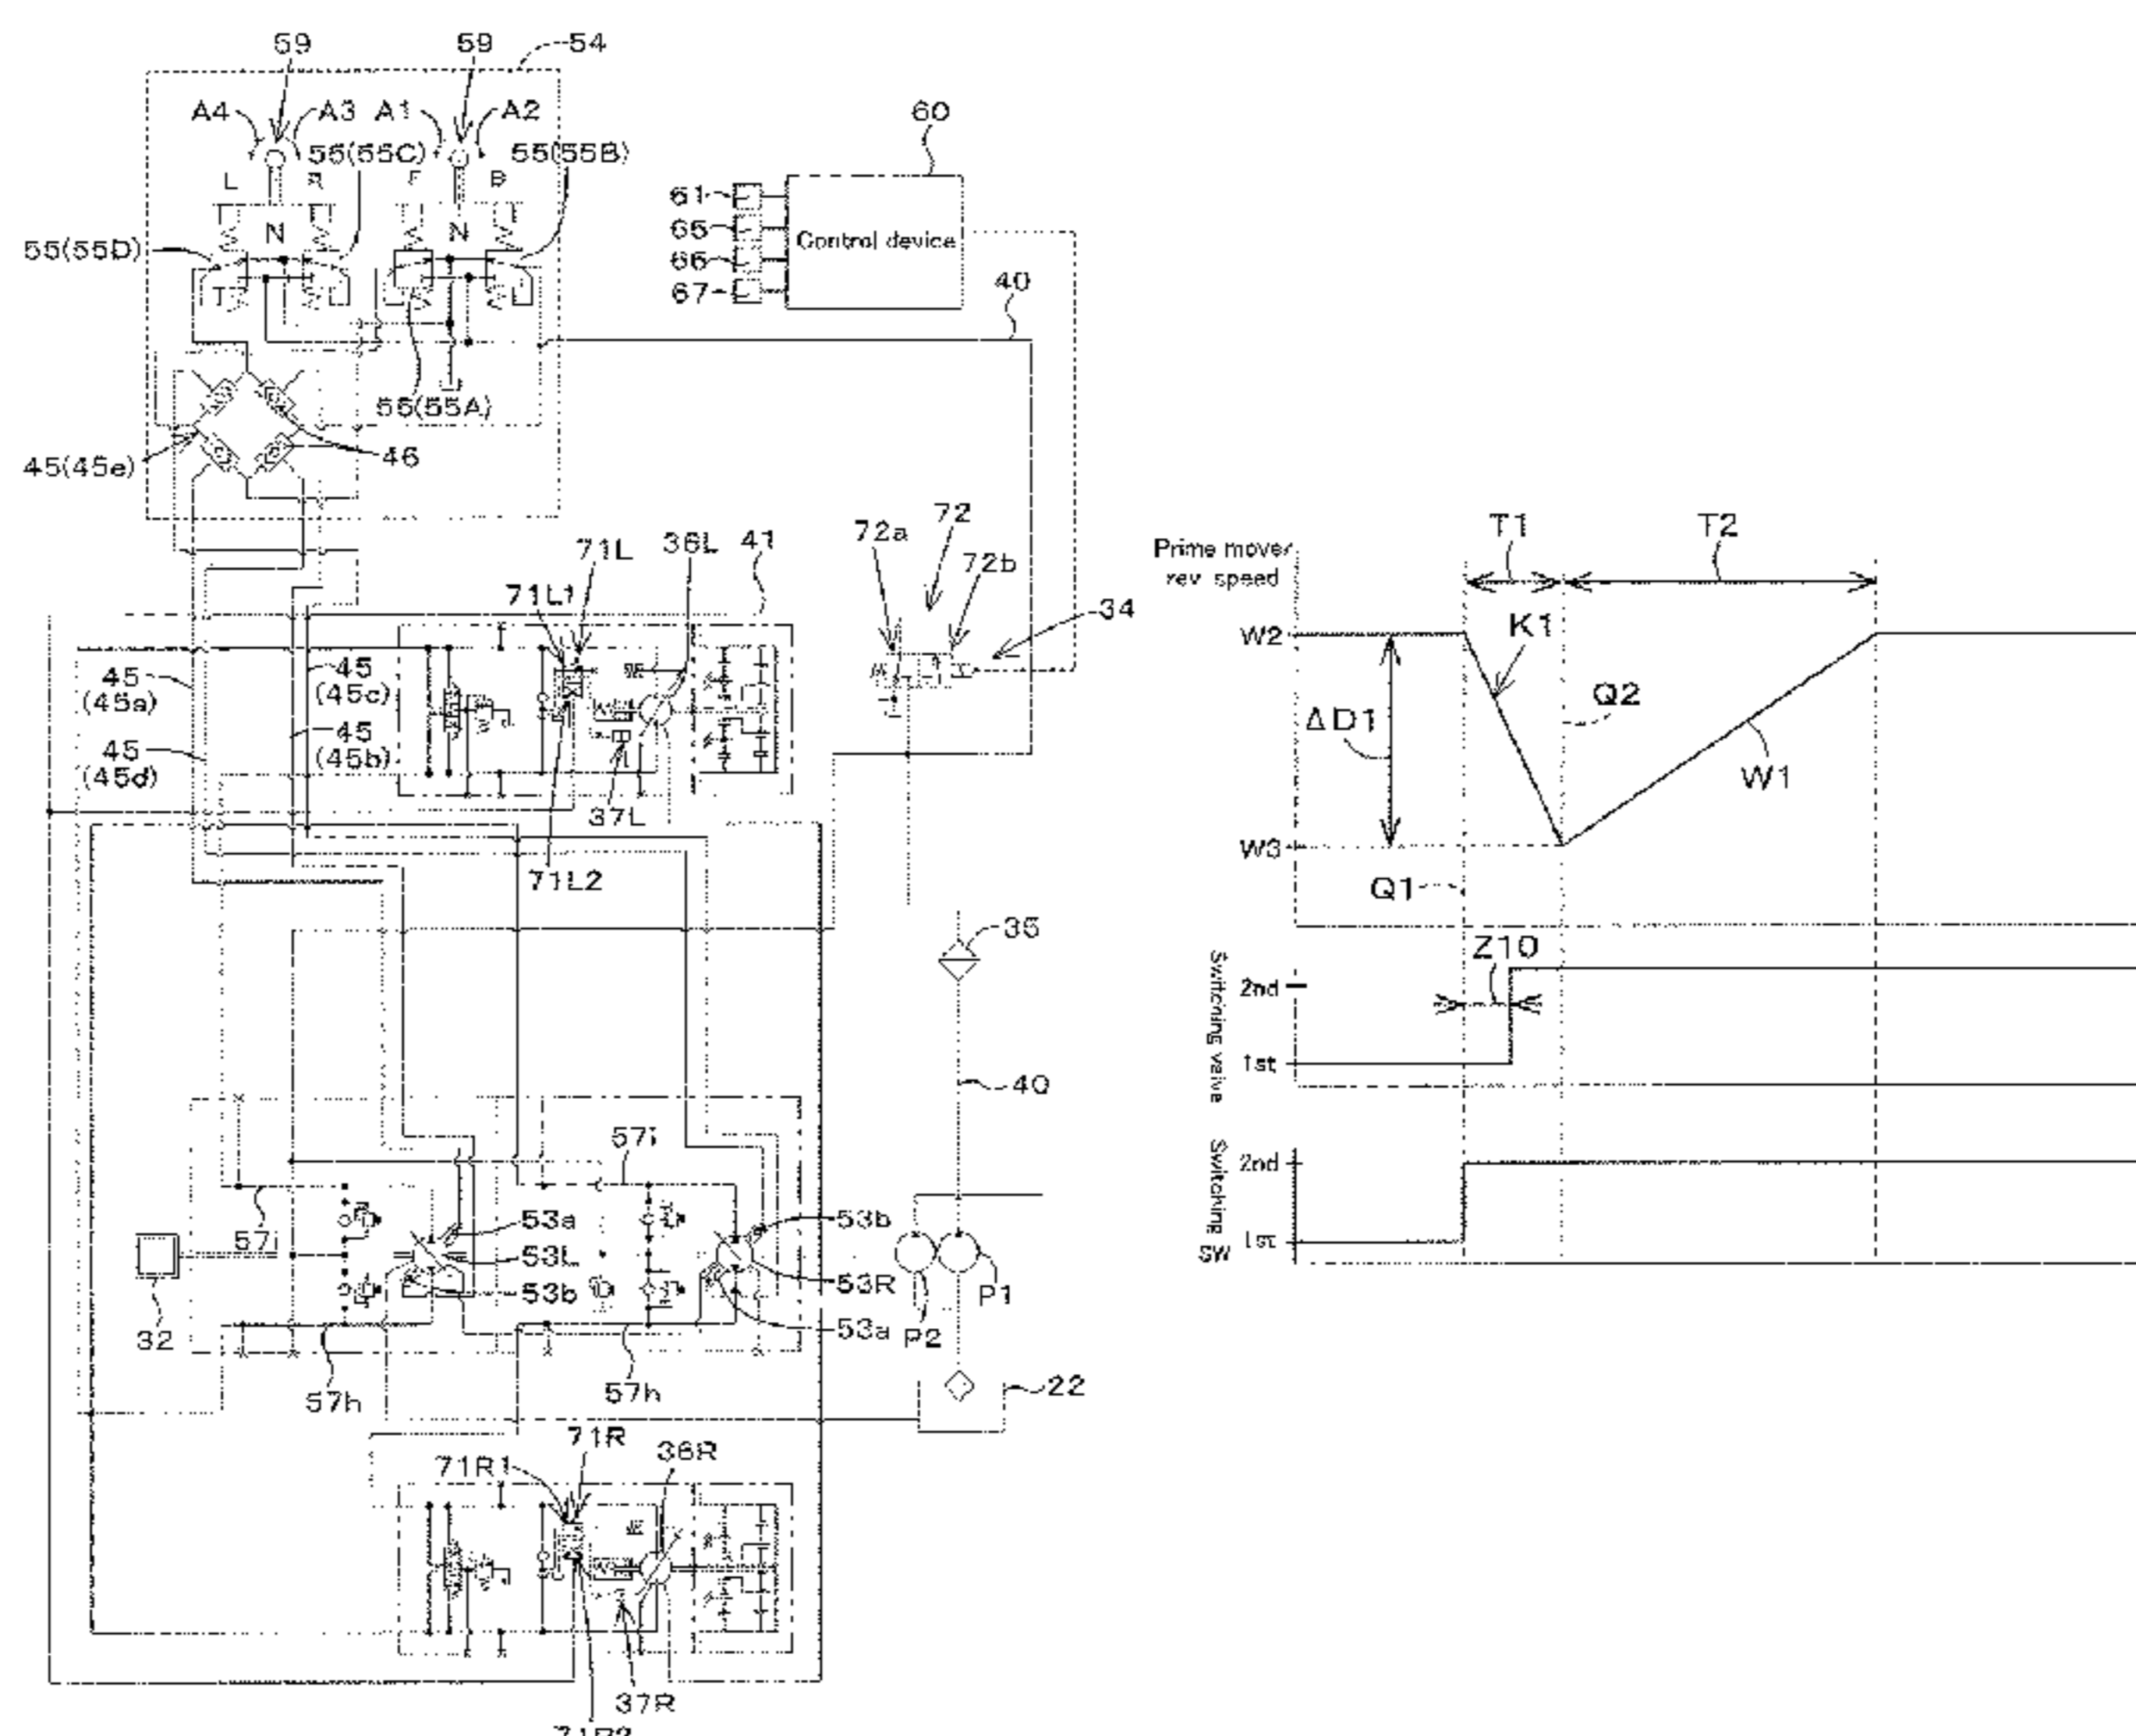 59 59 54
A4 A3 A1 A2
55(55C) 55(55B)
L R F B
N N
55(55D)
T
55(55A)
45(45e) 46
60
61
65
66
67
Control device
40
72
72a
72b
34
71L 36L 41
71L1
45
(45a)
45
(45c)
45
(45b)
45
(45d)
37L
71L2
35
40
57i
57i
53a
53L
53b
53b
53R
53a
32
P1
P2
57h
57h
22
71R
36R
71R1
37R
71R2
T1 T2
Prime mover
rev. speed
W2
K1
Q2
ΔD1
W1
W3
Q1
Z10
Switching valve
2nd
1st
Switching
SW
2nd
1st